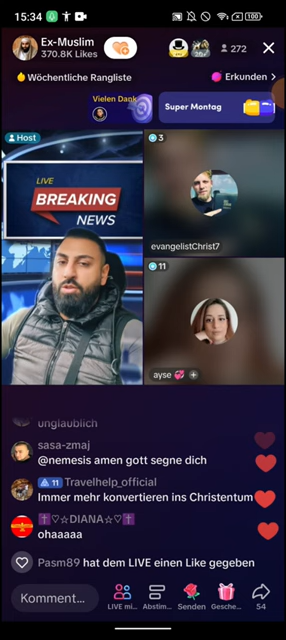 15:34
100
Ex-Muslim
370.8K Likes
272
Wöchentliche Rangliste
Erkunden
Vielen Dank
Super Montag
Host
3
LIVE
BREAKING
NEWS
evangelistChrist7
11
ayse
unglaublich
sasa-zmaj
@nemesis amen gott segne dich
11 Travelhelp_official
Immer mehr konvertieren ins Christentum
♡☆DIANA☆♡
ohaaaaa
Pasm89 hat dem LIVE einen Like gegeben
Komment...
LIVE mi...
Abstim...
Senden
Gesche...
54